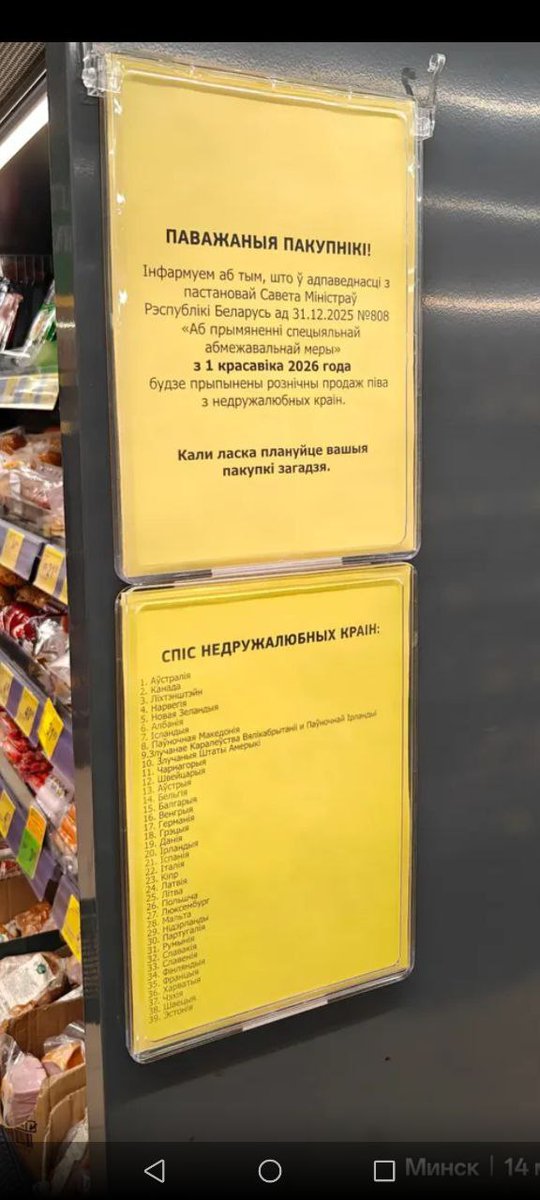 ПАВАЖАНЫЯ ПАКУПНІКІ!
Інфармуем аб тым, што ў адпаведнасці з
пастановай Савета Міністраў
Рэспублікі Беларусь ад 31.12.2025 №808
«Аб прымяненні спецыяльнай
абмежавальнай меры»
з 1 красавіка 2026 года
будзе прыпынены рознічны продаж піва
з недружалюбных краін.
Кали ласка плануйце вашыя
пакупкі загадзя.
СПІС НЕДРУЖАЛЮБНЫХ КРАІН:
1. Аўстралія
2. Канада
3. Ліхтэнштэйн
4. Нарвегія
5. Новая Зеландыя
6. Албанія
7. Ісландыя
8. Паўночная Македонія
9.Злучанае Каралеўства Вялікабрытаніі и Паўночнай Ірландыі
10. Злучаныя Штаты Амерыкі
11. Чарнагорыя
12. Швейцарыя
13. Аўстрыя
14. Бельгія
15. Балгарыя
16. Венгрыя
17. Германія
18. Грэцыя
19. Данія
20. Ірландыя
21. Іспанія
22. Італія
23. Кіпр
24. Латвія
25. Літва
26. Польшча
27. Люксембург
28. Мальта
29. Нідэрланды
30. Партугалія
31. Румынія
32. Славакія
33. Славенія
34. Фінляндыя
35. Францыя
36. Харватыя
37. Чэхія
38. Швецыя
39. Эстонія
Минск | 14